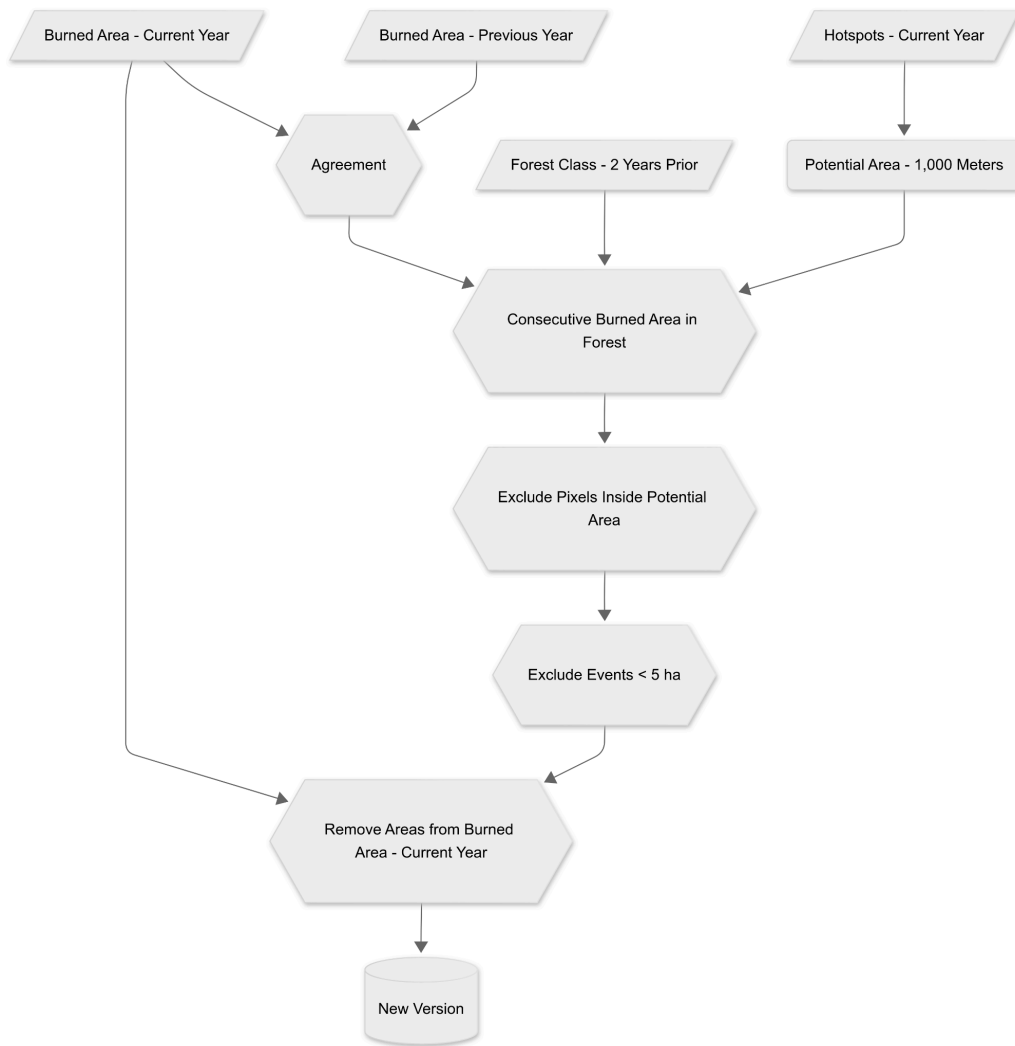 Burned Area - Current Year
Burned Area - Previous Year
Hotspots - Current Year
Agreement
Forest Class - 2 Years Prior
Potential Area - 1,000 Meters
Consecutive Burned Area in
Forest
Exclude Pixels Inside Potential
Area
Exclude Events < 5 ha
Remove Areas from Burned
Area - Current Year
New Version